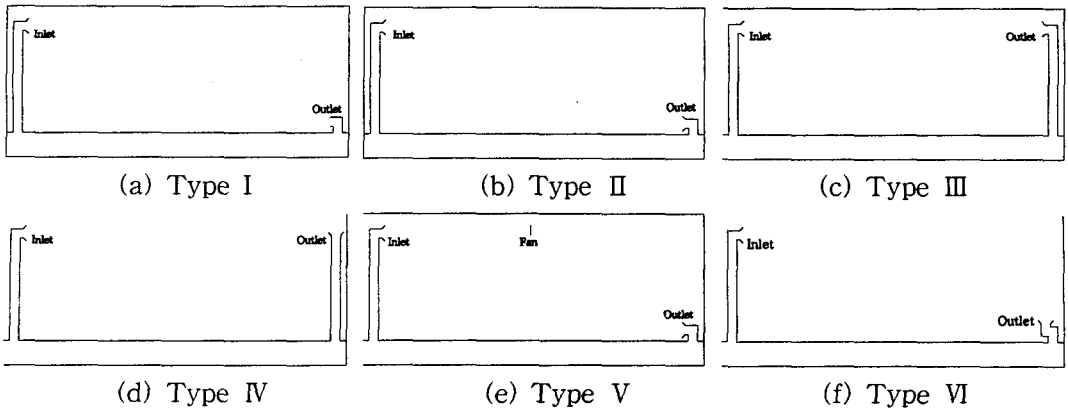 Inlet
Outlet
(a) Type Ⅰ
Inlet
Outlet
(b) Type Ⅱ
Inlet
Outlet
(c) Type Ⅲ
Inlet
Outlet
(d) Type Ⅳ
Inlet
Fan
Outlet
(e) Type Ⅴ
Inlet
Outlet
(f) Type Ⅵ